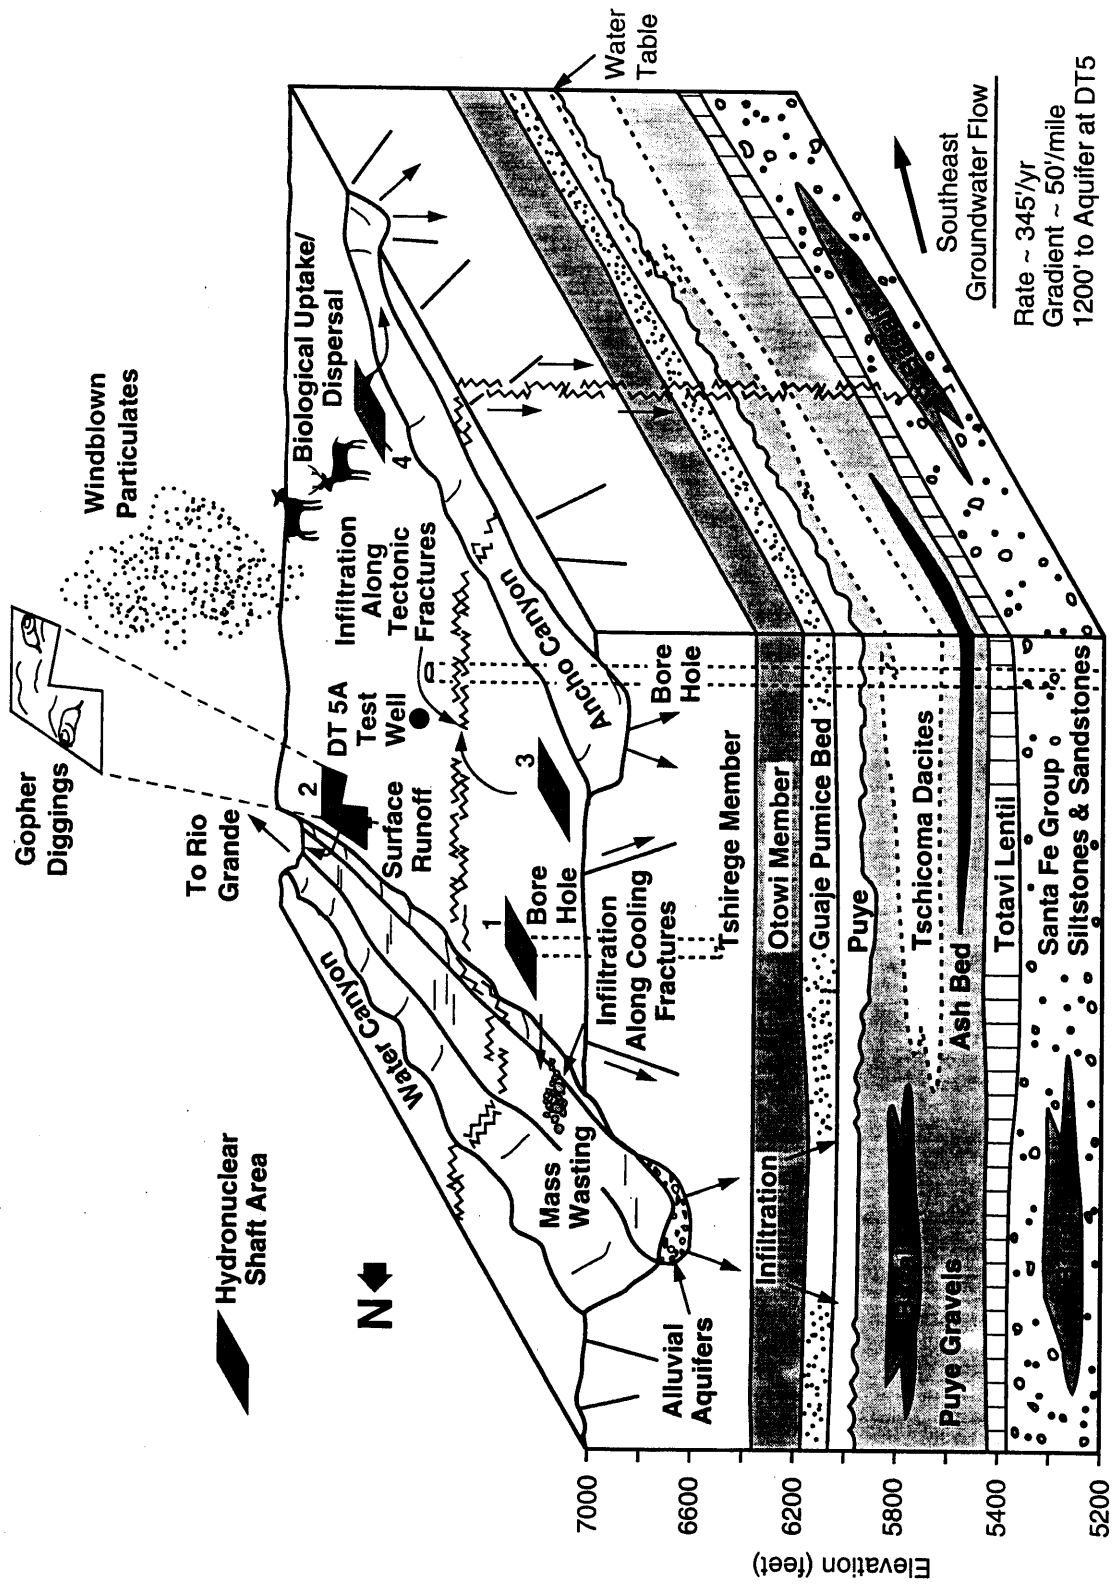 Gopher
Diggings
Windblown
Particulates
To Rio
Grande
Hydronuclear
Shaft Area
N
Water Canyon
2
DT 5A
Test
Well
Surface
Runoff
Infiltration
Along
Tectonic
Fractures
Biological Uptake/
Dispersal
4
3
1
Bore
Hole
Ancho Canyon
Bore
Hole
Mass
Wasting
Infiltration
Along Cooling
Fractures
Alluvial
Aquifers
Infiltration
Tshirege Member
Otowi Member
Guaje Pumice Bed
Puye
Tschicoma Dacites
Ash Bed
Puye Gravels
Totavi Lentil
Santa Fe Group
Siltstones & Sandstones
Water
Table
Southeast
Groundwater Flow
Rate ~ 345'/yr
Gradient ~ 50'/mile
1200' to Aquifer at DT5
Elevation (feet)
7000
6600
6200
5800
5400
5200